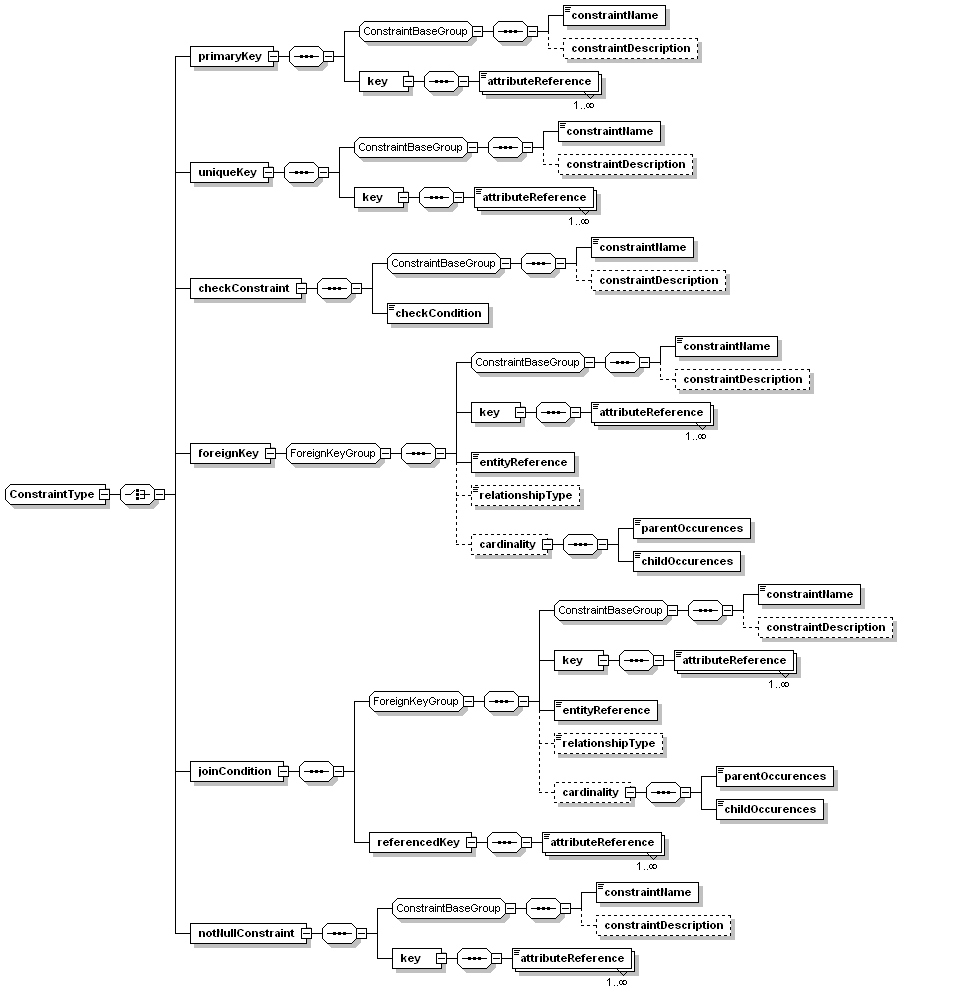 ConstraintType
primaryKey
ConstraintBaseGroup
constraintName
constraintDescription
key
attributeReference
1..∞
uniqueKey
ConstraintBaseGroup
constraintName
constraintDescription
key
attributeReference
1..∞
checkConstraint
ConstraintBaseGroup
constraintName
constraintDescription
checkCondition
foreignKey
ForeignKeyGroup
ConstraintBaseGroup
constraintName
constraintDescription
key
attributeReference
1..∞
entityReference
relationshipType
cardinality
parentOccurences
childOccurences
joinCondition
ForeignKeyGroup
ConstraintBaseGroup
constraintName
constraintDescription
key
attributeReference
1..∞
entityReference
relationshipType
cardinality
parentOccurences
childOccurences
referencedKey
attributeReference
1..∞
notNullConstraint
ConstraintBaseGroup
constraintName
constraintDescription
key
attributeReference
1..∞